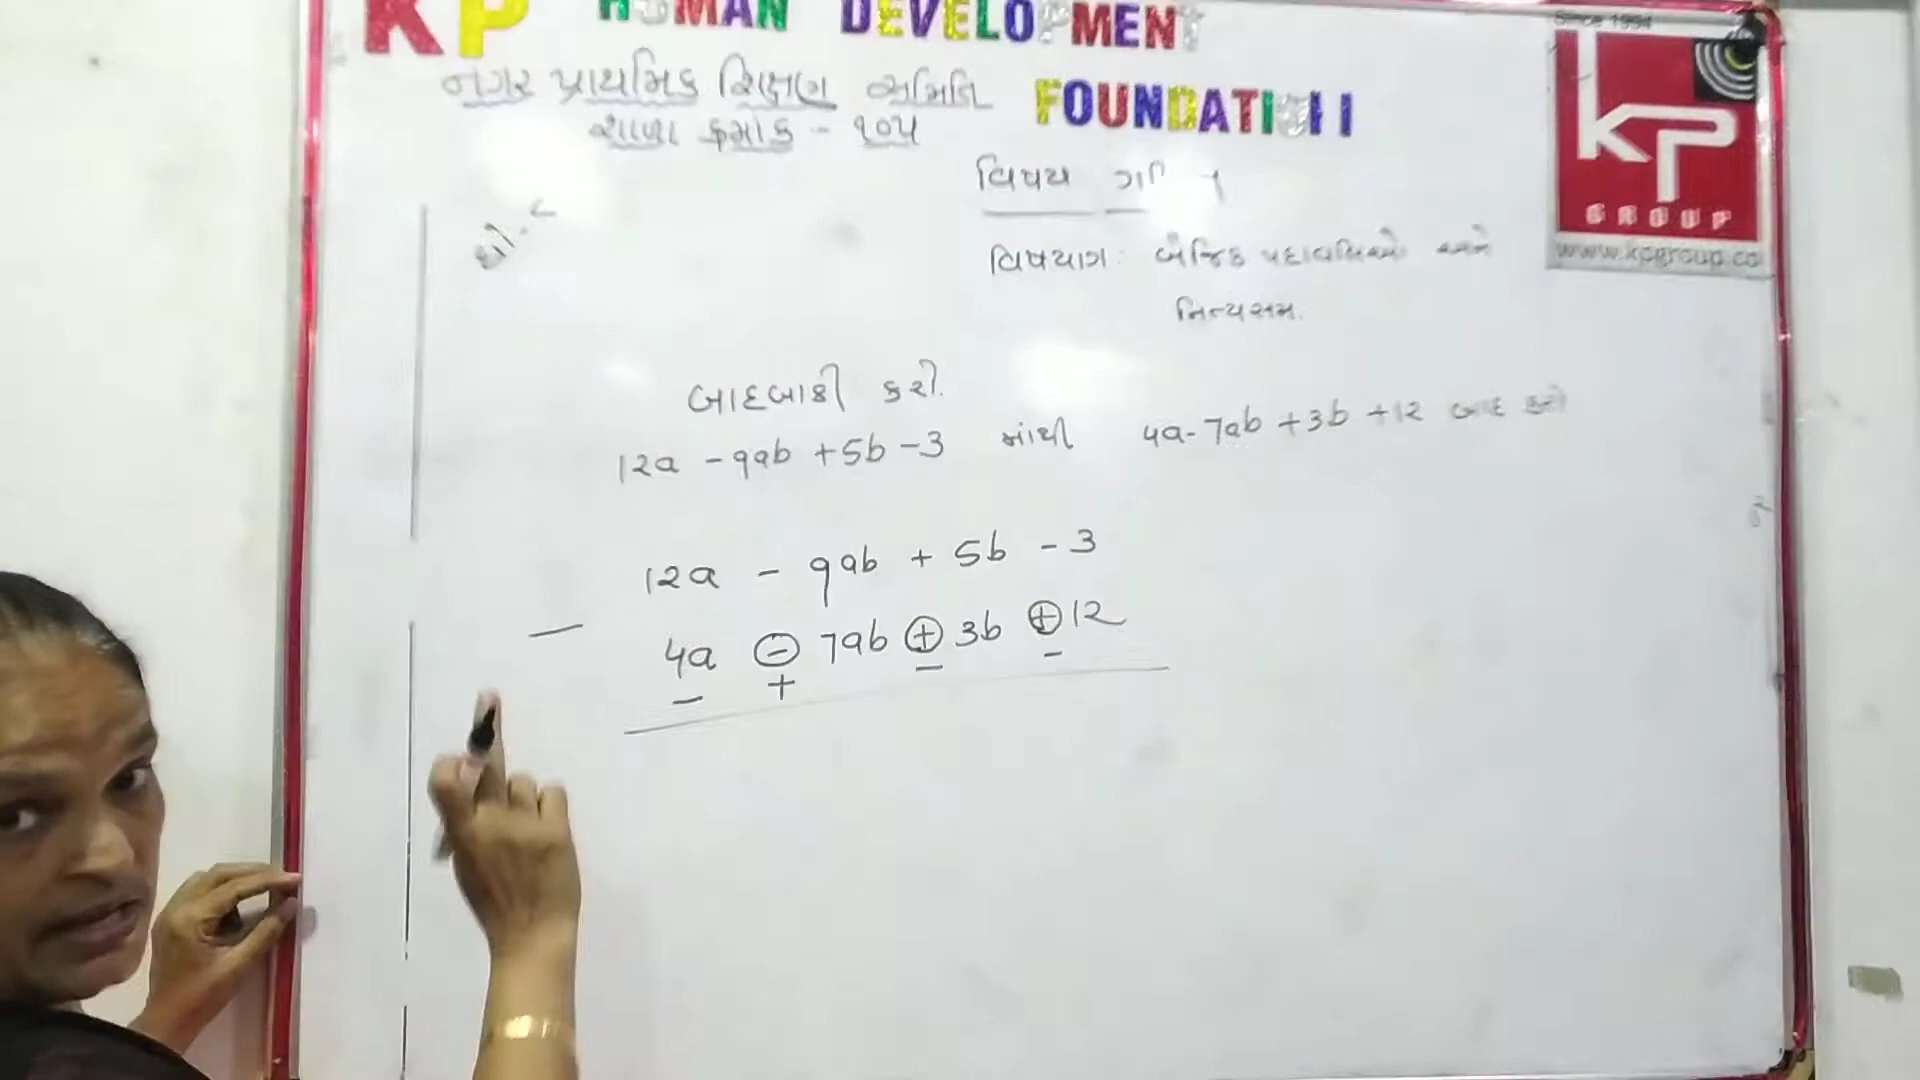 KP HUMAN DEVELOPMENT
FOUNDATI
નગર પ્રાથમિક શિક્ષણ સમિતિ
શાળા ક્રમાંક - ૧૦૫
Since 1994
KP
GROUP
www.kpgroup.co
ધો.-૮
વિષય
વિષયાંગ: બૈજિક પદાવલિઓ અને
નિત્યસમ.
બાદબાકી કરો.
12a - 9ab + 5b - 3 માંથી 4a - 7ab + 3b + 12 બાદ કરો
12a - 9ab + 5b - 3
— 4a ⊖ 7ab ⊕ 3b ⊕ 12
− + − −